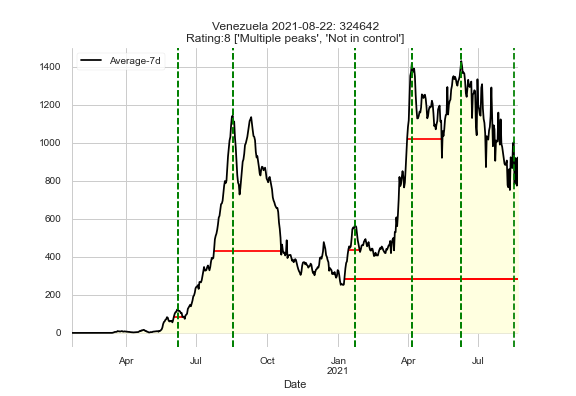 Venezuela 2021-08-22: 324642
Rating:8 ['Multiple peaks', 'Not in control']
Average-7d
1400
1200
1000
800
600
400
200
0
Apr Jul Oct Jan Apr Jul
2021
Date